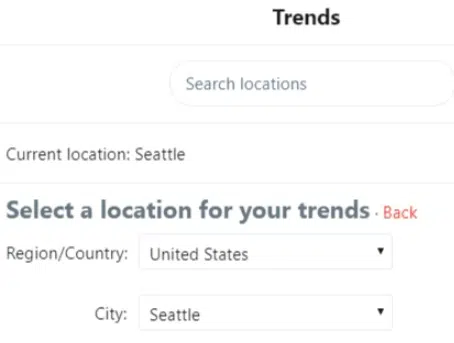 Trends
Search locations
Current location: Seattle
Select a location for your trends · Back
Region/Country: United States
City: Seattle